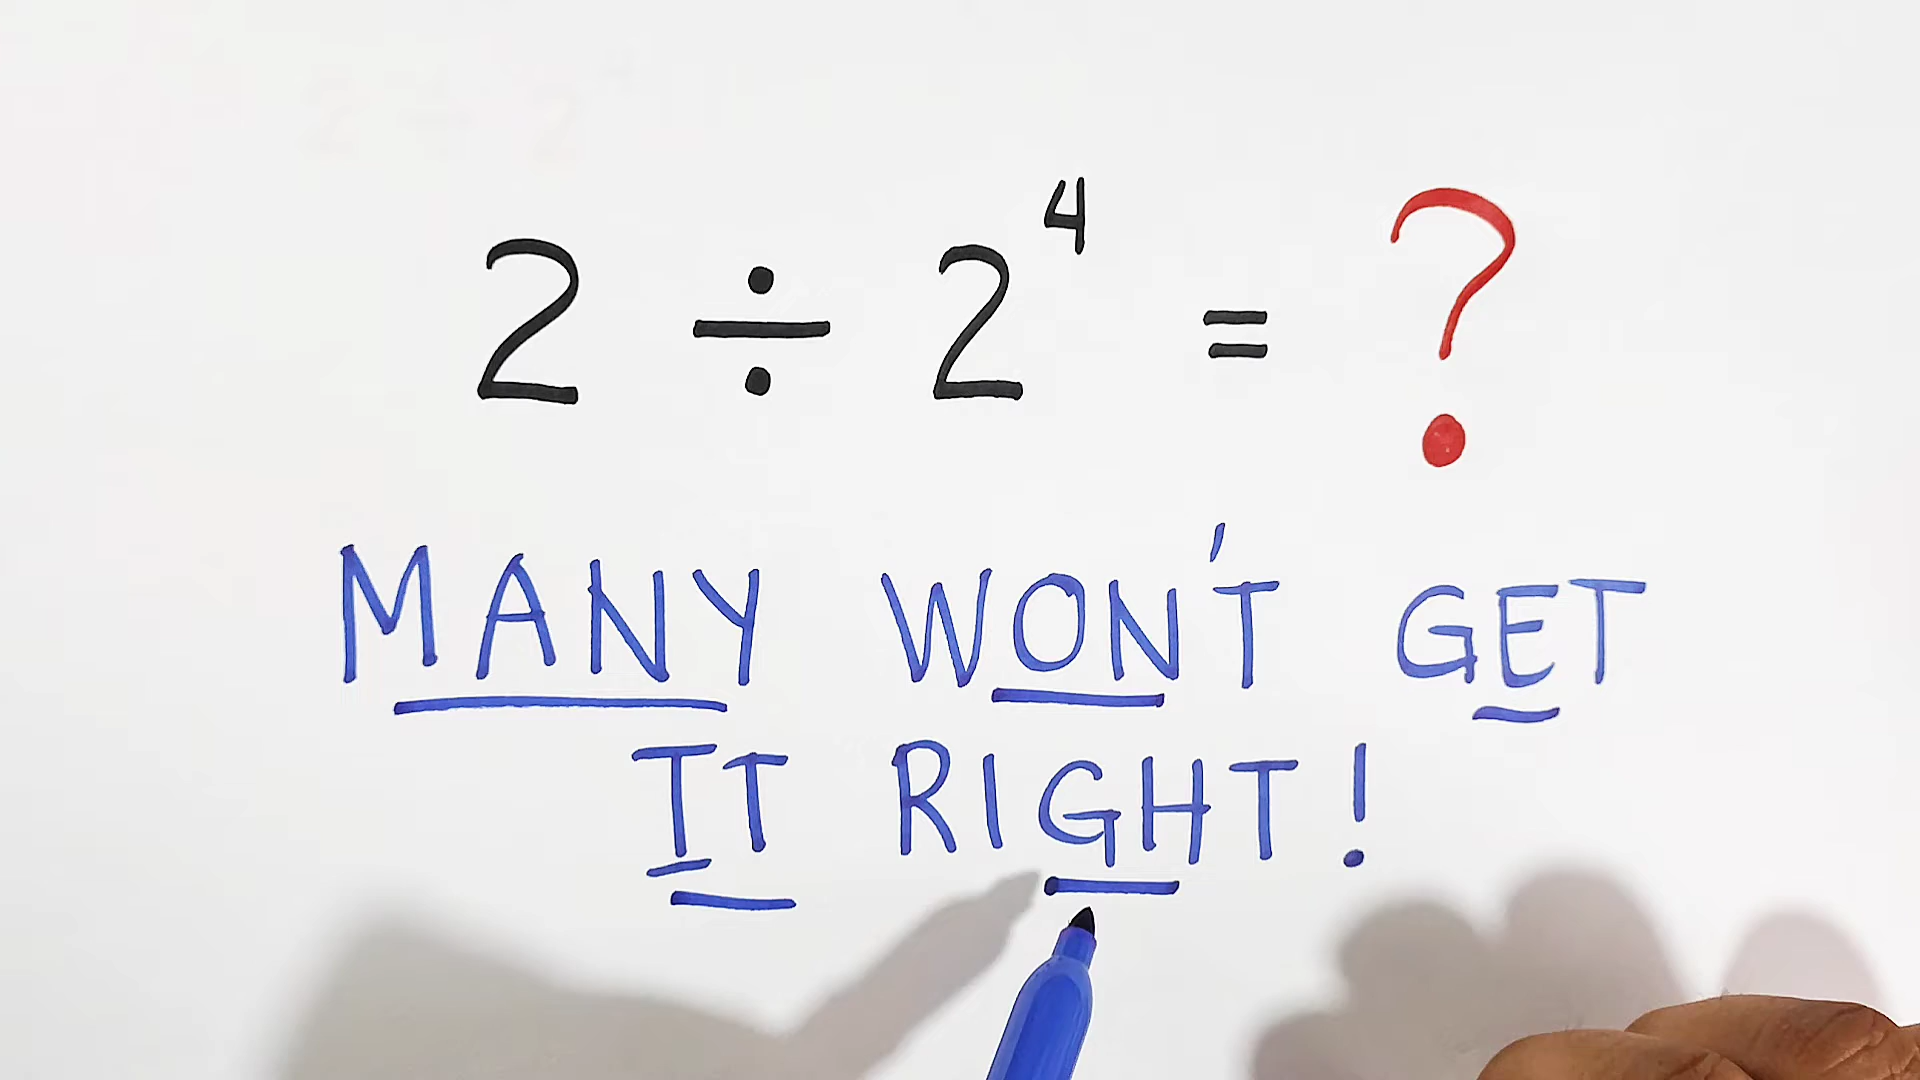 2 ÷ 2⁴ = ?
MANY WON'T GET
IT RIGHT!